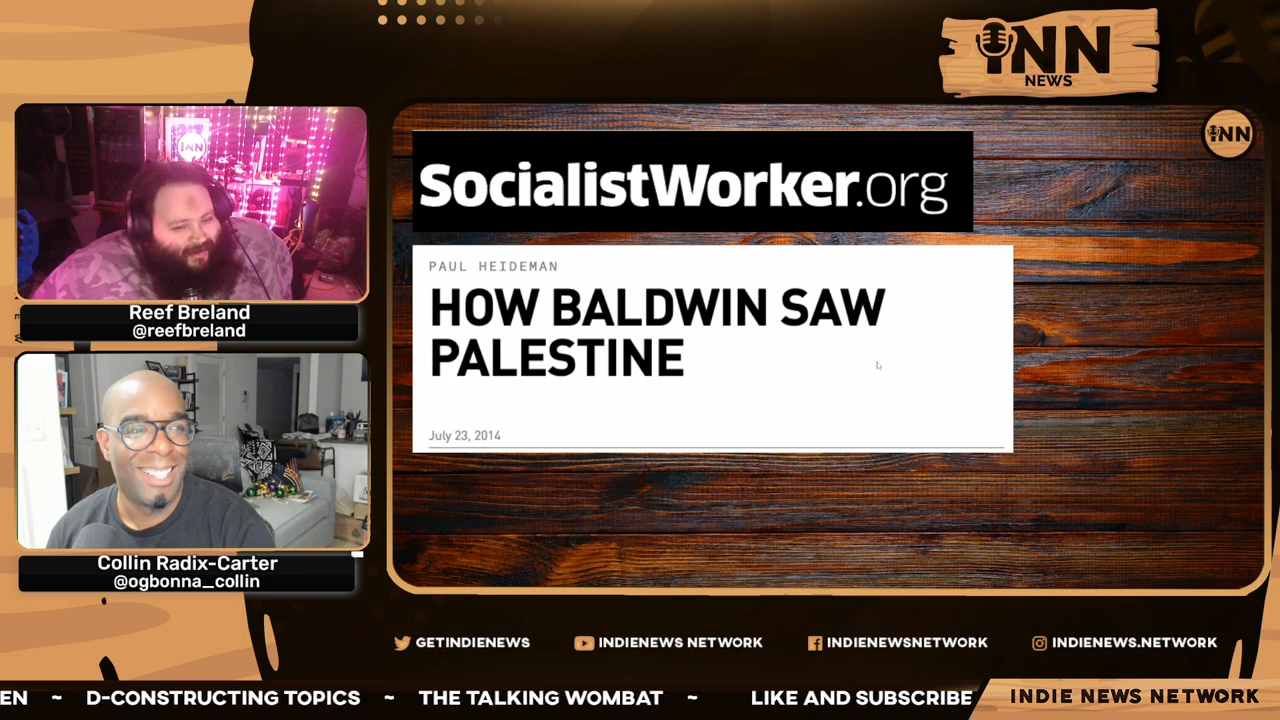 iNN
NEWS
iNN
iNN
Reef Breland
@reefbreland
Collin Radix-Carter
@ogbonna_collin
SocialistWorker.org
PAUL HEIDEMAN
HOW BALDWIN SAW
PALESTINE
July 23, 2014
GETINDIENEWS
INDIENEWS NETWORK
INDIENEWSNETWORK
INDIENEWS.NETWORK
EN ~ D-CONSTRUCTING TOPICS ~ THE TALKING WOMBAT ~ LIKE AND SUBSCRIBE
INDIE NEWS NETWORK